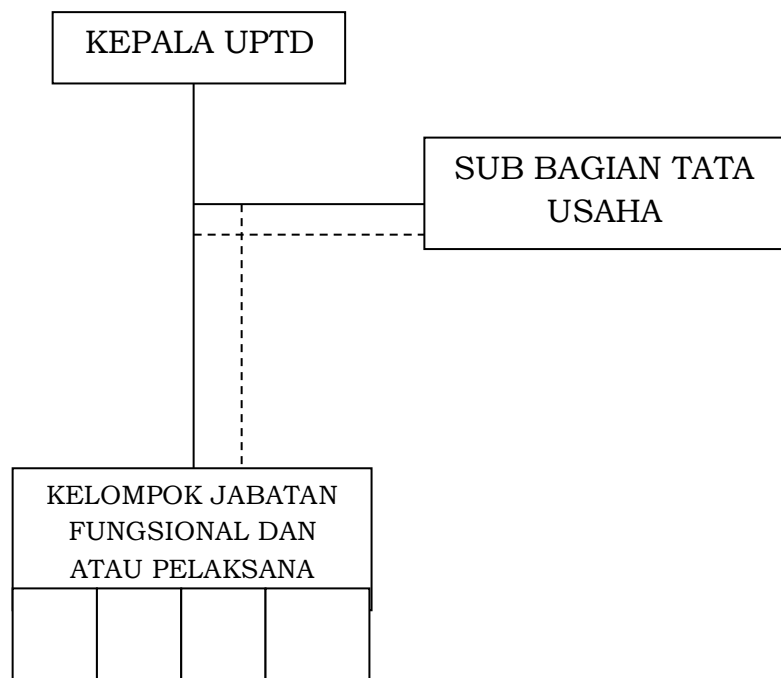 KEPALA UPTD
SUB BAGIAN TATA
USAHA
KELOMPOK JABATAN
FUNGSIONAL DAN
ATAU PELAKSANA